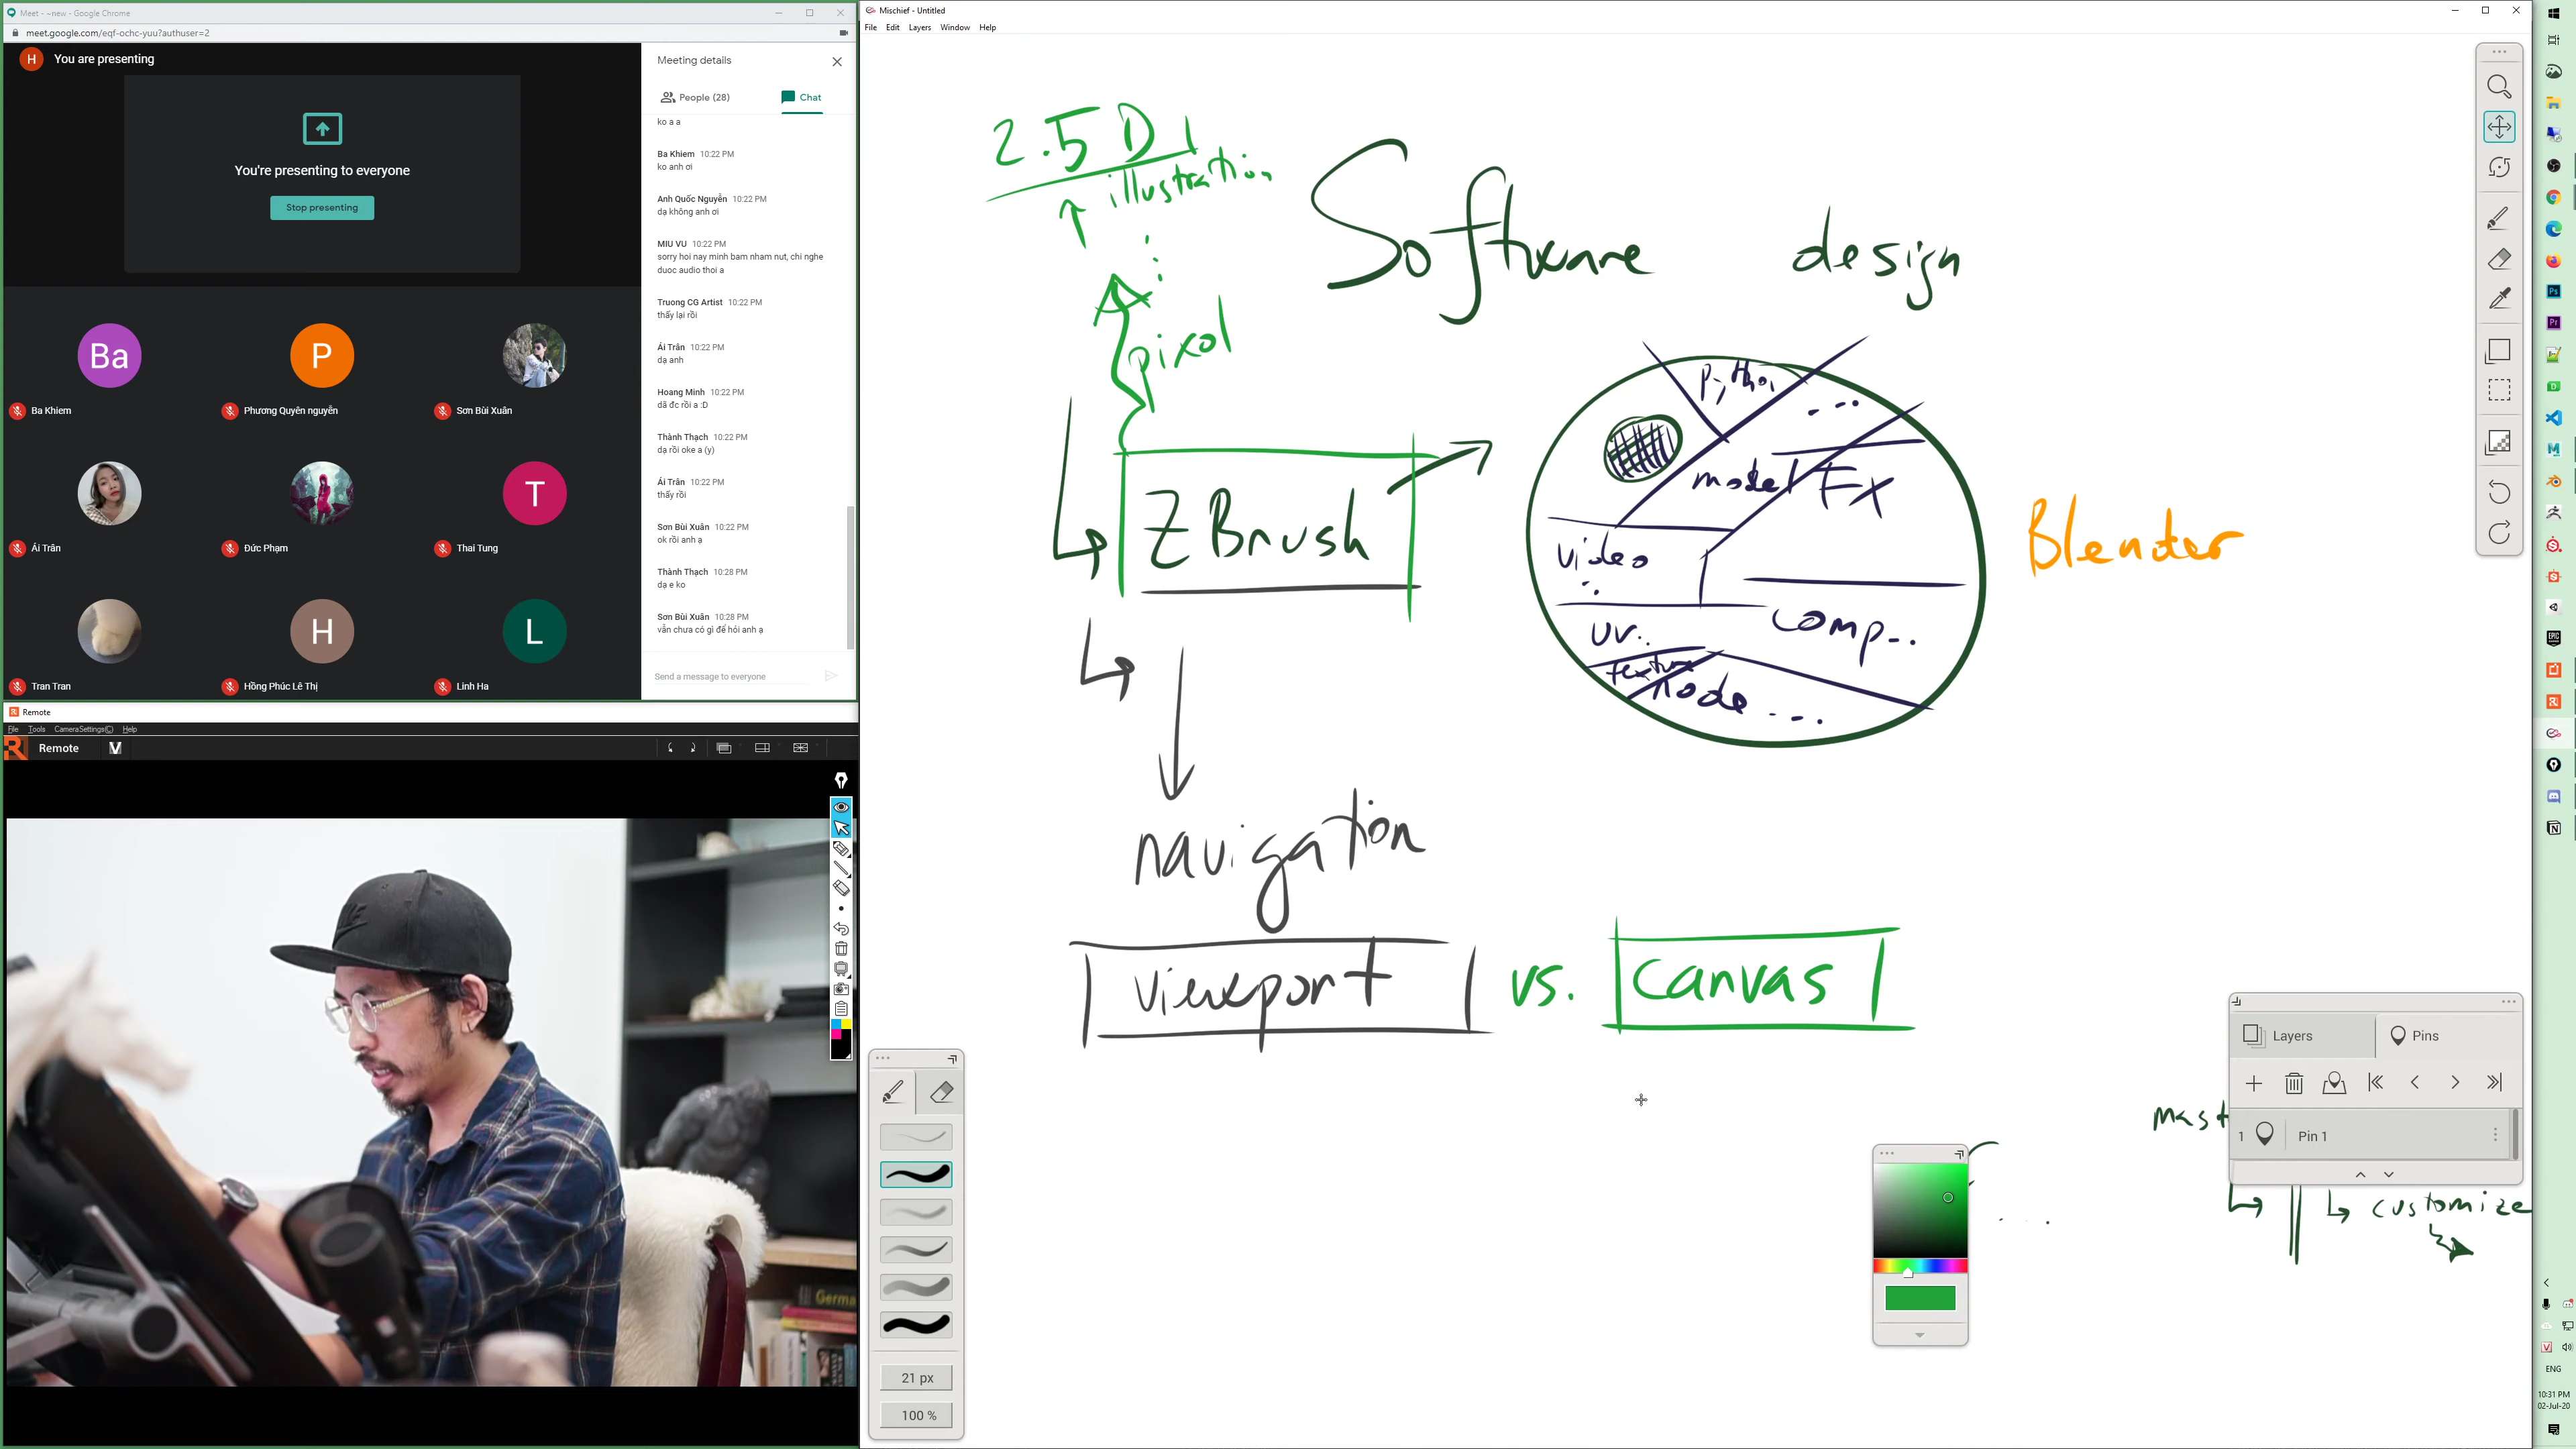 Meet - ~new - Google Chrome
meet.google.com/eqf-ochc-yuu?authuser=2
H You are presenting
You're presenting to everyone
Stop presenting
Ba
P
Ba Khiem
Phương Quyên nguyễn
Sơn Bùi Xuân
T
Ái Trân
Đức Phạm
Thai Tung
H
L
Tran Tran
Hồng Phúc Lê Thị
Linh Ha
Meeting details
People (28)
Chat
ko a a
Ba Khiem 10:22 PM
ko anh ơi
Anh Quốc Nguyễn 10:22 PM
dạ không anh ơi
MIU VU 10:22 PM
sorry hoi nay minh bam nham nut, chi nghe
duoc audio thoi a
Truong CG Artist 10:22 PM
thấy lại rồi
Ái Trân 10:22 PM
dạ anh
Hoang Minh 10:22 PM
dã đc rồi a :D
Thành Thạch 10:22 PM
dạ rồi oke a (y)
Ái Trân 10:22 PM
thấy rồi
Sơn Bùi Xuân 10:22 PM
ok rồi anh ạ
Thành Thạch 10:28 PM
dạ e ko
Sơn Bùi Xuân 10:28 PM
vẫn chưa có gì để hỏi anh ạ
Send a message to everyone
Remote
File Tools CameraSettings(C) Help
Remote
Germa
Mischief - Untitled
File Edit Layers Window Help
2.5 D
illustration
Software design
pixol
ZBrush
...
model
FX
video
uv..
comp...
texture
node ...
Blender
navigation
viewport vs. canvas
mast
customize
21 px
100 %
Layers
Pins
1 Pin 1
Ps
Pr
EPIC
ENG
10:31 PM
02-Jul-20